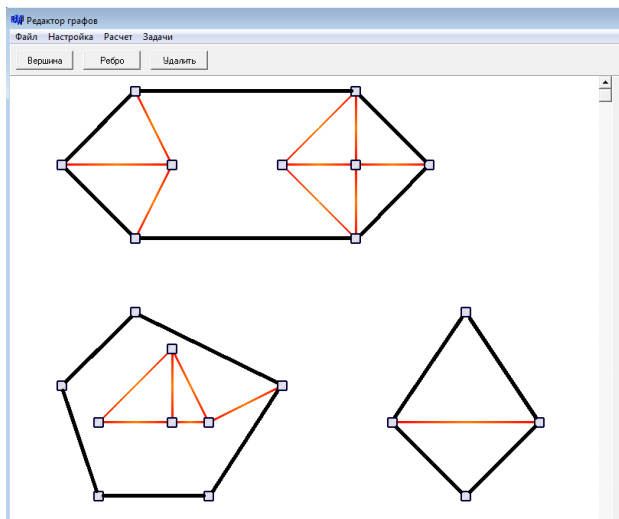 Редактор графов
Файл Настройка Расчет Задачи
Вершина Ребро Удалить